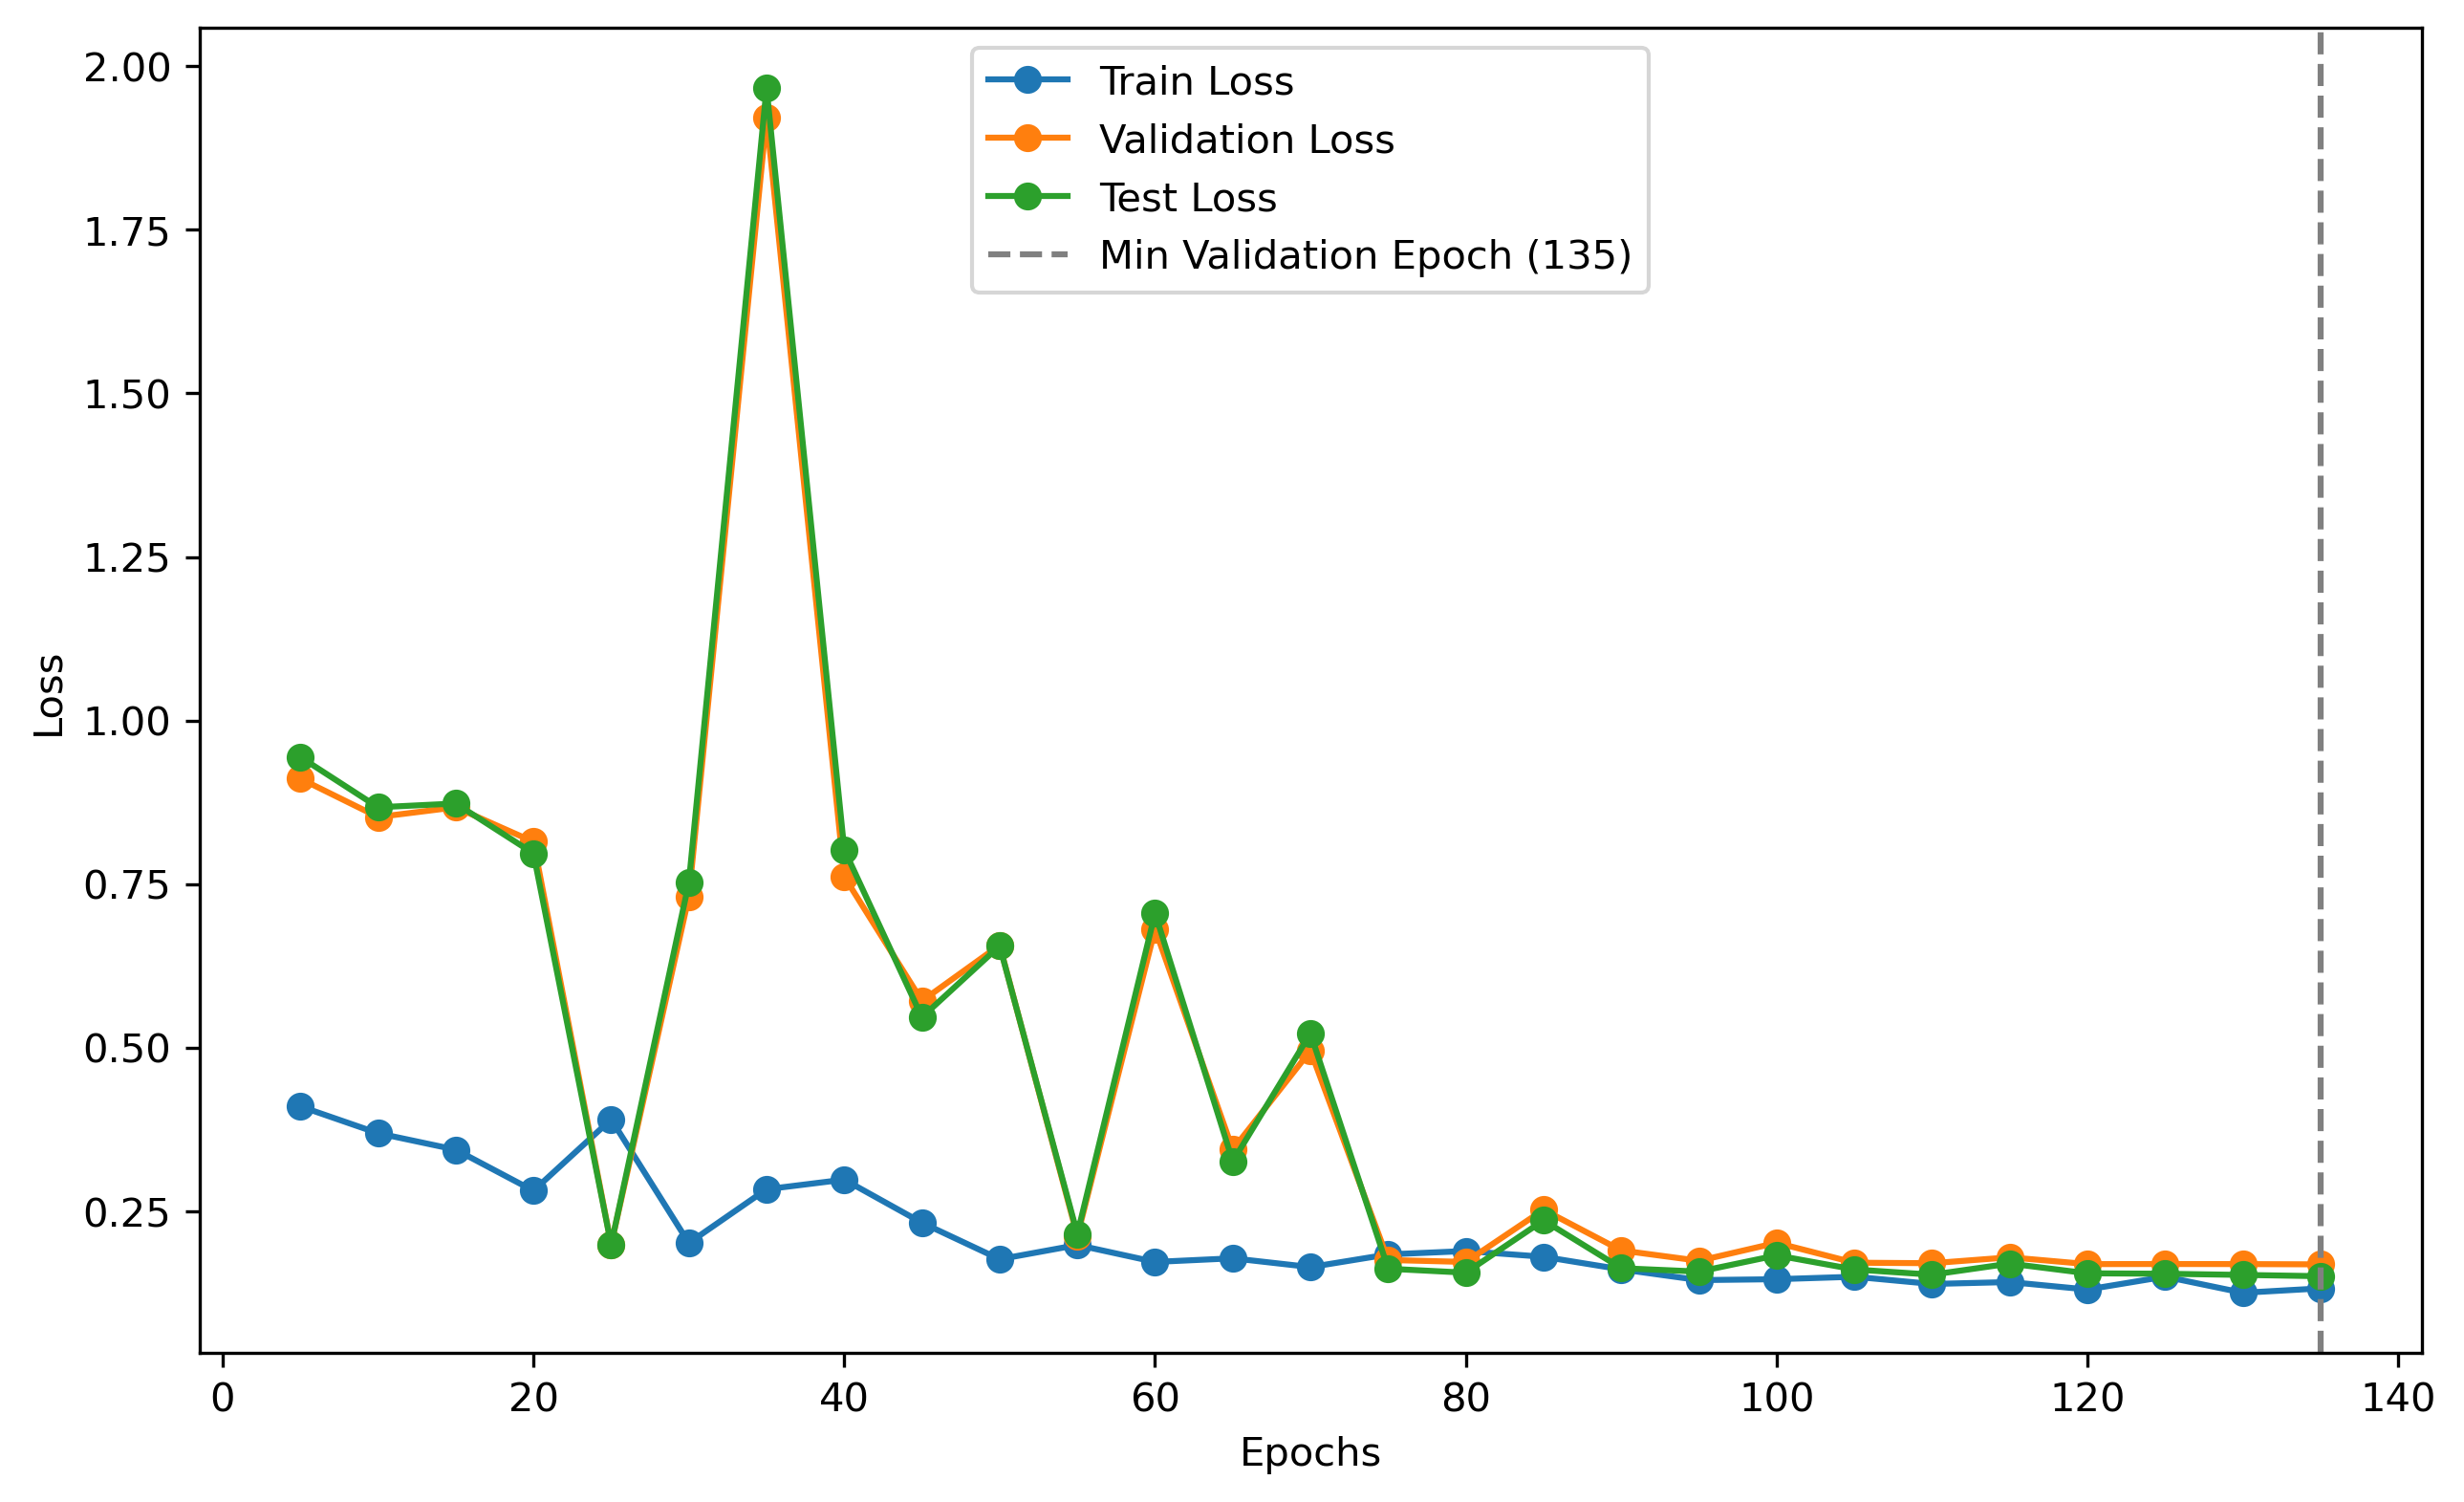 2.00
1.75
1.50
1.25
1.00
0.75
0.50
0.25
Loss
Train Loss
Validation Loss
Test Loss
Min Validation Epoch (135)
0 20 40 60 80 100 120 140
Epochs